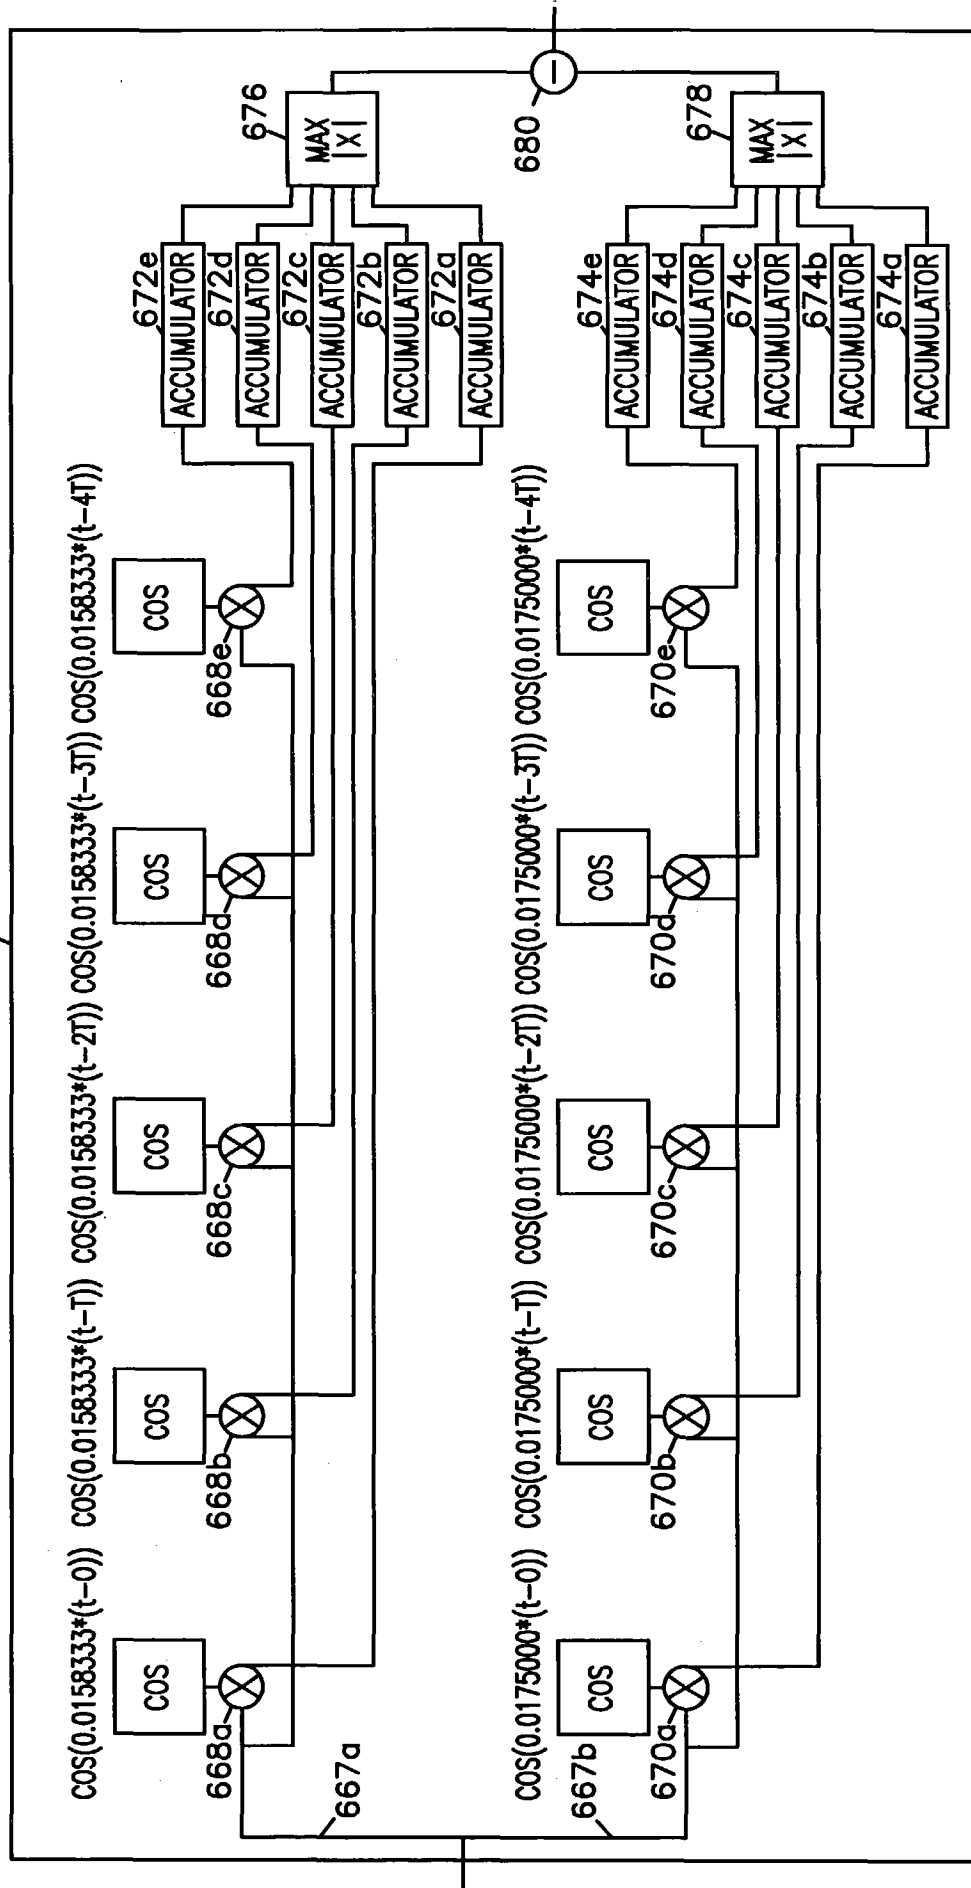 COS(0.0158333*(t-0)) COS(0.0158333*(t-T)) COS(0.0158333*(t-2T)) COS(0.0158333*(t-3T)) COS(0.0158333*(t-4T))
COS COS COS COS COS
668a 668b 668c 668d 668e
667a
672e
ACCUMULATOR
672d
ACCUMULATOR
672c
ACCUMULATOR
672b
ACCUMULATOR
672a
ACCUMULATOR
676
MAX
|X|
680
COS(0.0175000*(t-0)) COS(0.0175000*(t-T)) COS(0.0175000*(t-2T)) COS(0.0175000*(t-3T)) COS(0.0175000*(t-4T))
COS COS COS COS COS
667b
670a 670b 670c 670d 670e
674e
ACCUMULATOR
674d
ACCUMULATOR
674c
ACCUMULATOR
674b
ACCUMULATOR
674a
ACCUMULATOR
678
MAX
|X|